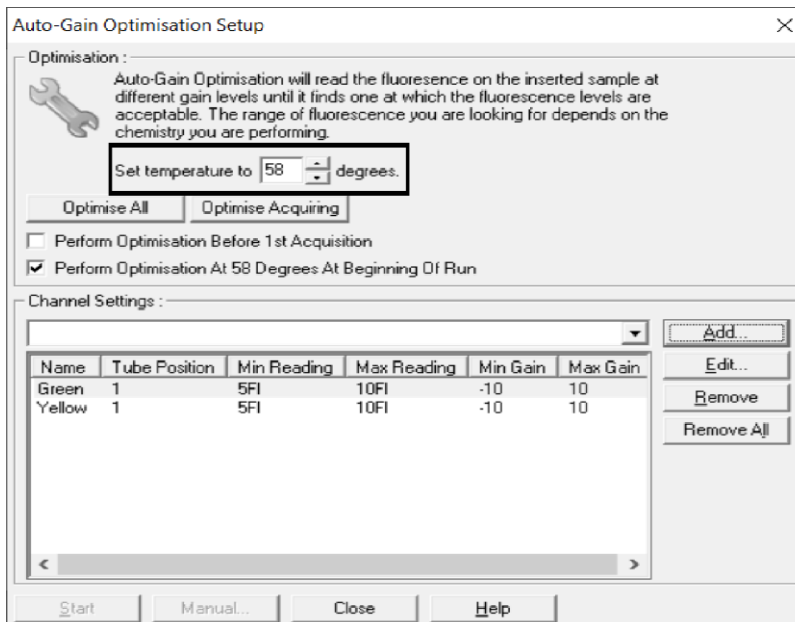 Auto-Gain Optimisation Setup
Optimisation :
Auto-Gain Optimisation will read the fluoresence on the inserted sample at
different gain levels until it finds one at which the fluorescence levels are
acceptable. The range of fluorescence you are looking for depends on the
chemistry you are performing.
Set temperature to 58 degrees.
Optimise All Optimise Acquiring
Perform Optimisation Before 1st Acquisition
Perform Optimisation At 58 Degrees At Beginning Of Run
Channel Settings :
Add...
Name Tube Position Min Reading Max Reading Min Gain Max Gain Edit...
Green 1 5Fl 10Fl -10 10
Yellow 1 5Fl 10Fl -10 10
Remove
Remove All
Start Manual... Close Help